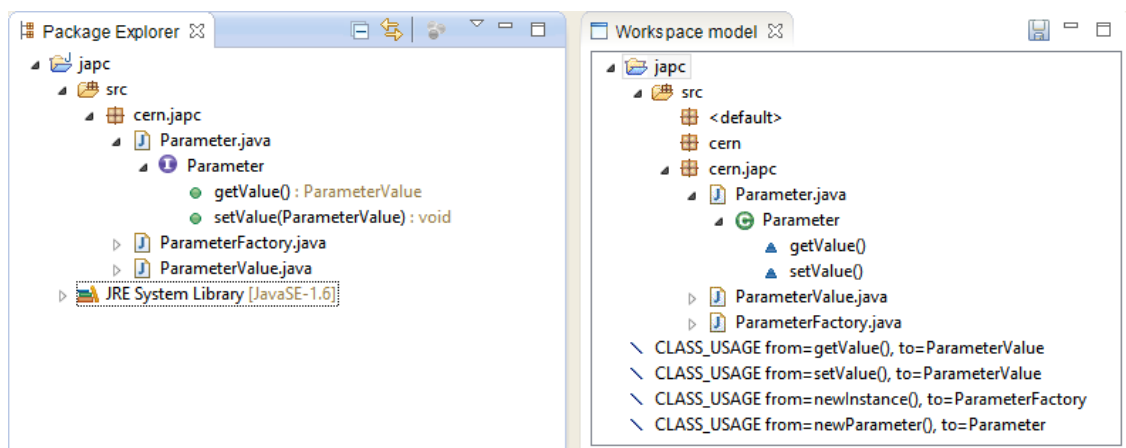 Package Explorer
japc
src
cern.japc
Parameter.java
Parameter
getValue() : ParameterValue
setValue(ParameterValue) : void
ParameterFactory.java
ParameterValue.java
JRE System Library [JavaSE-1.6]
Workspace model
japc
src
<default>
cern
cern.japc
Parameter.java
Parameter
getValue()
setValue()
ParameterValue.java
ParameterFactory.java
CLASS_USAGE from=getValue(), to=ParameterValue
CLASS_USAGE from=setValue(), to=ParameterValue
CLASS_USAGE from=newInstance(), to=ParameterFactory
CLASS_USAGE from=newParameter(), to=Parameter